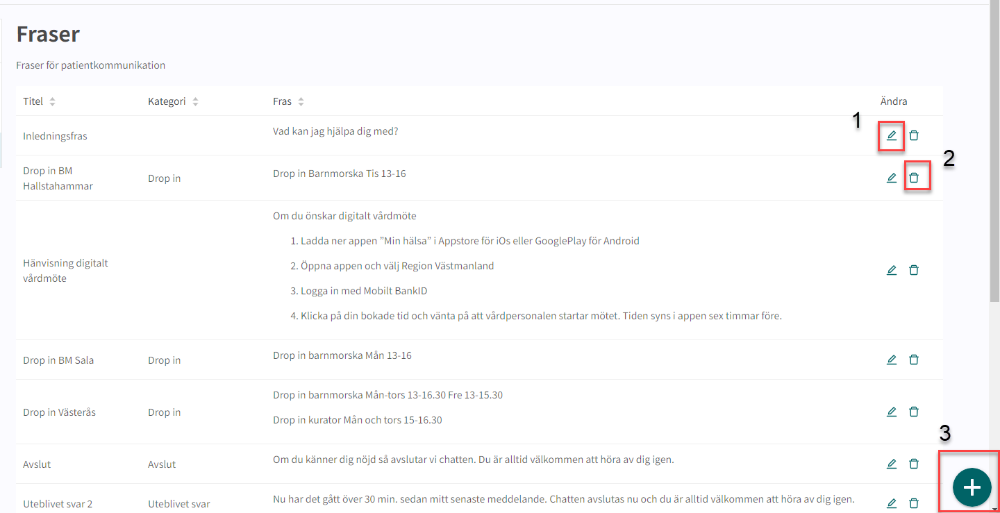 Fraser
Fraser för patientkommunikation
Titel Kategori Fras Ändra
1
Inledningsfras Vad kan jag hjälpa dig med?
2
Drop in BM
Hallstahammar Drop in Drop in Barnmorska Tis 13-16
Hänvisning digitalt
vårdmöte
Om du önskar digitalt vårdmöte
1. Ladda ner appen ”Min hälsa” i Appstore för iOs eller GooglePlay för Android
2. Öppna appen och välj Region Västmanland
3. Logga in med Mobilt BankID
4. Klicka på din bokade tid och vänta på att vårdpersonalen startar mötet. Tiden syns i appen sex timmar före.
Drop in BM Sala Drop in Drop in barnmorska Mån 13-16
Drop in Västerås Drop in Drop in barnmorska Mån-tors 13-16.30 Fre 13-15.30
Drop in kurator Mån och tors 15-16.30
3
Avslut Avslut Om du känner dig nöjd så avslutar vi chatten. Du är alltid välkommen att höra av dig igen.
Uteblivet svar 2 Uteblivet svar Nu har det gått över 30 min. sedan mitt senaste meddelande. Chatten avslutas nu och du är alltid välkommen att höra av dig igen.